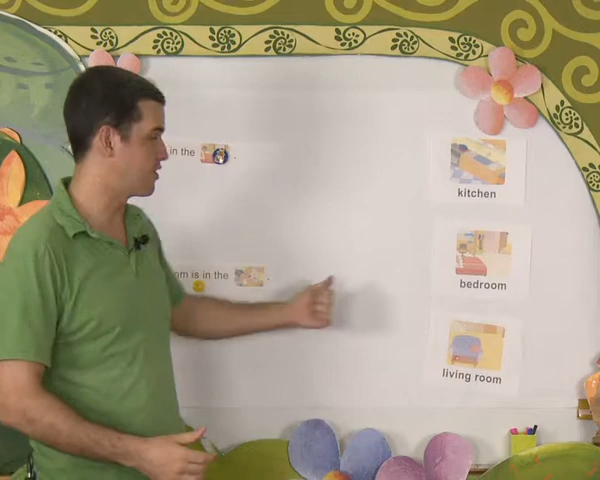 in the .
kitchen
is in the .
bedroom
living room